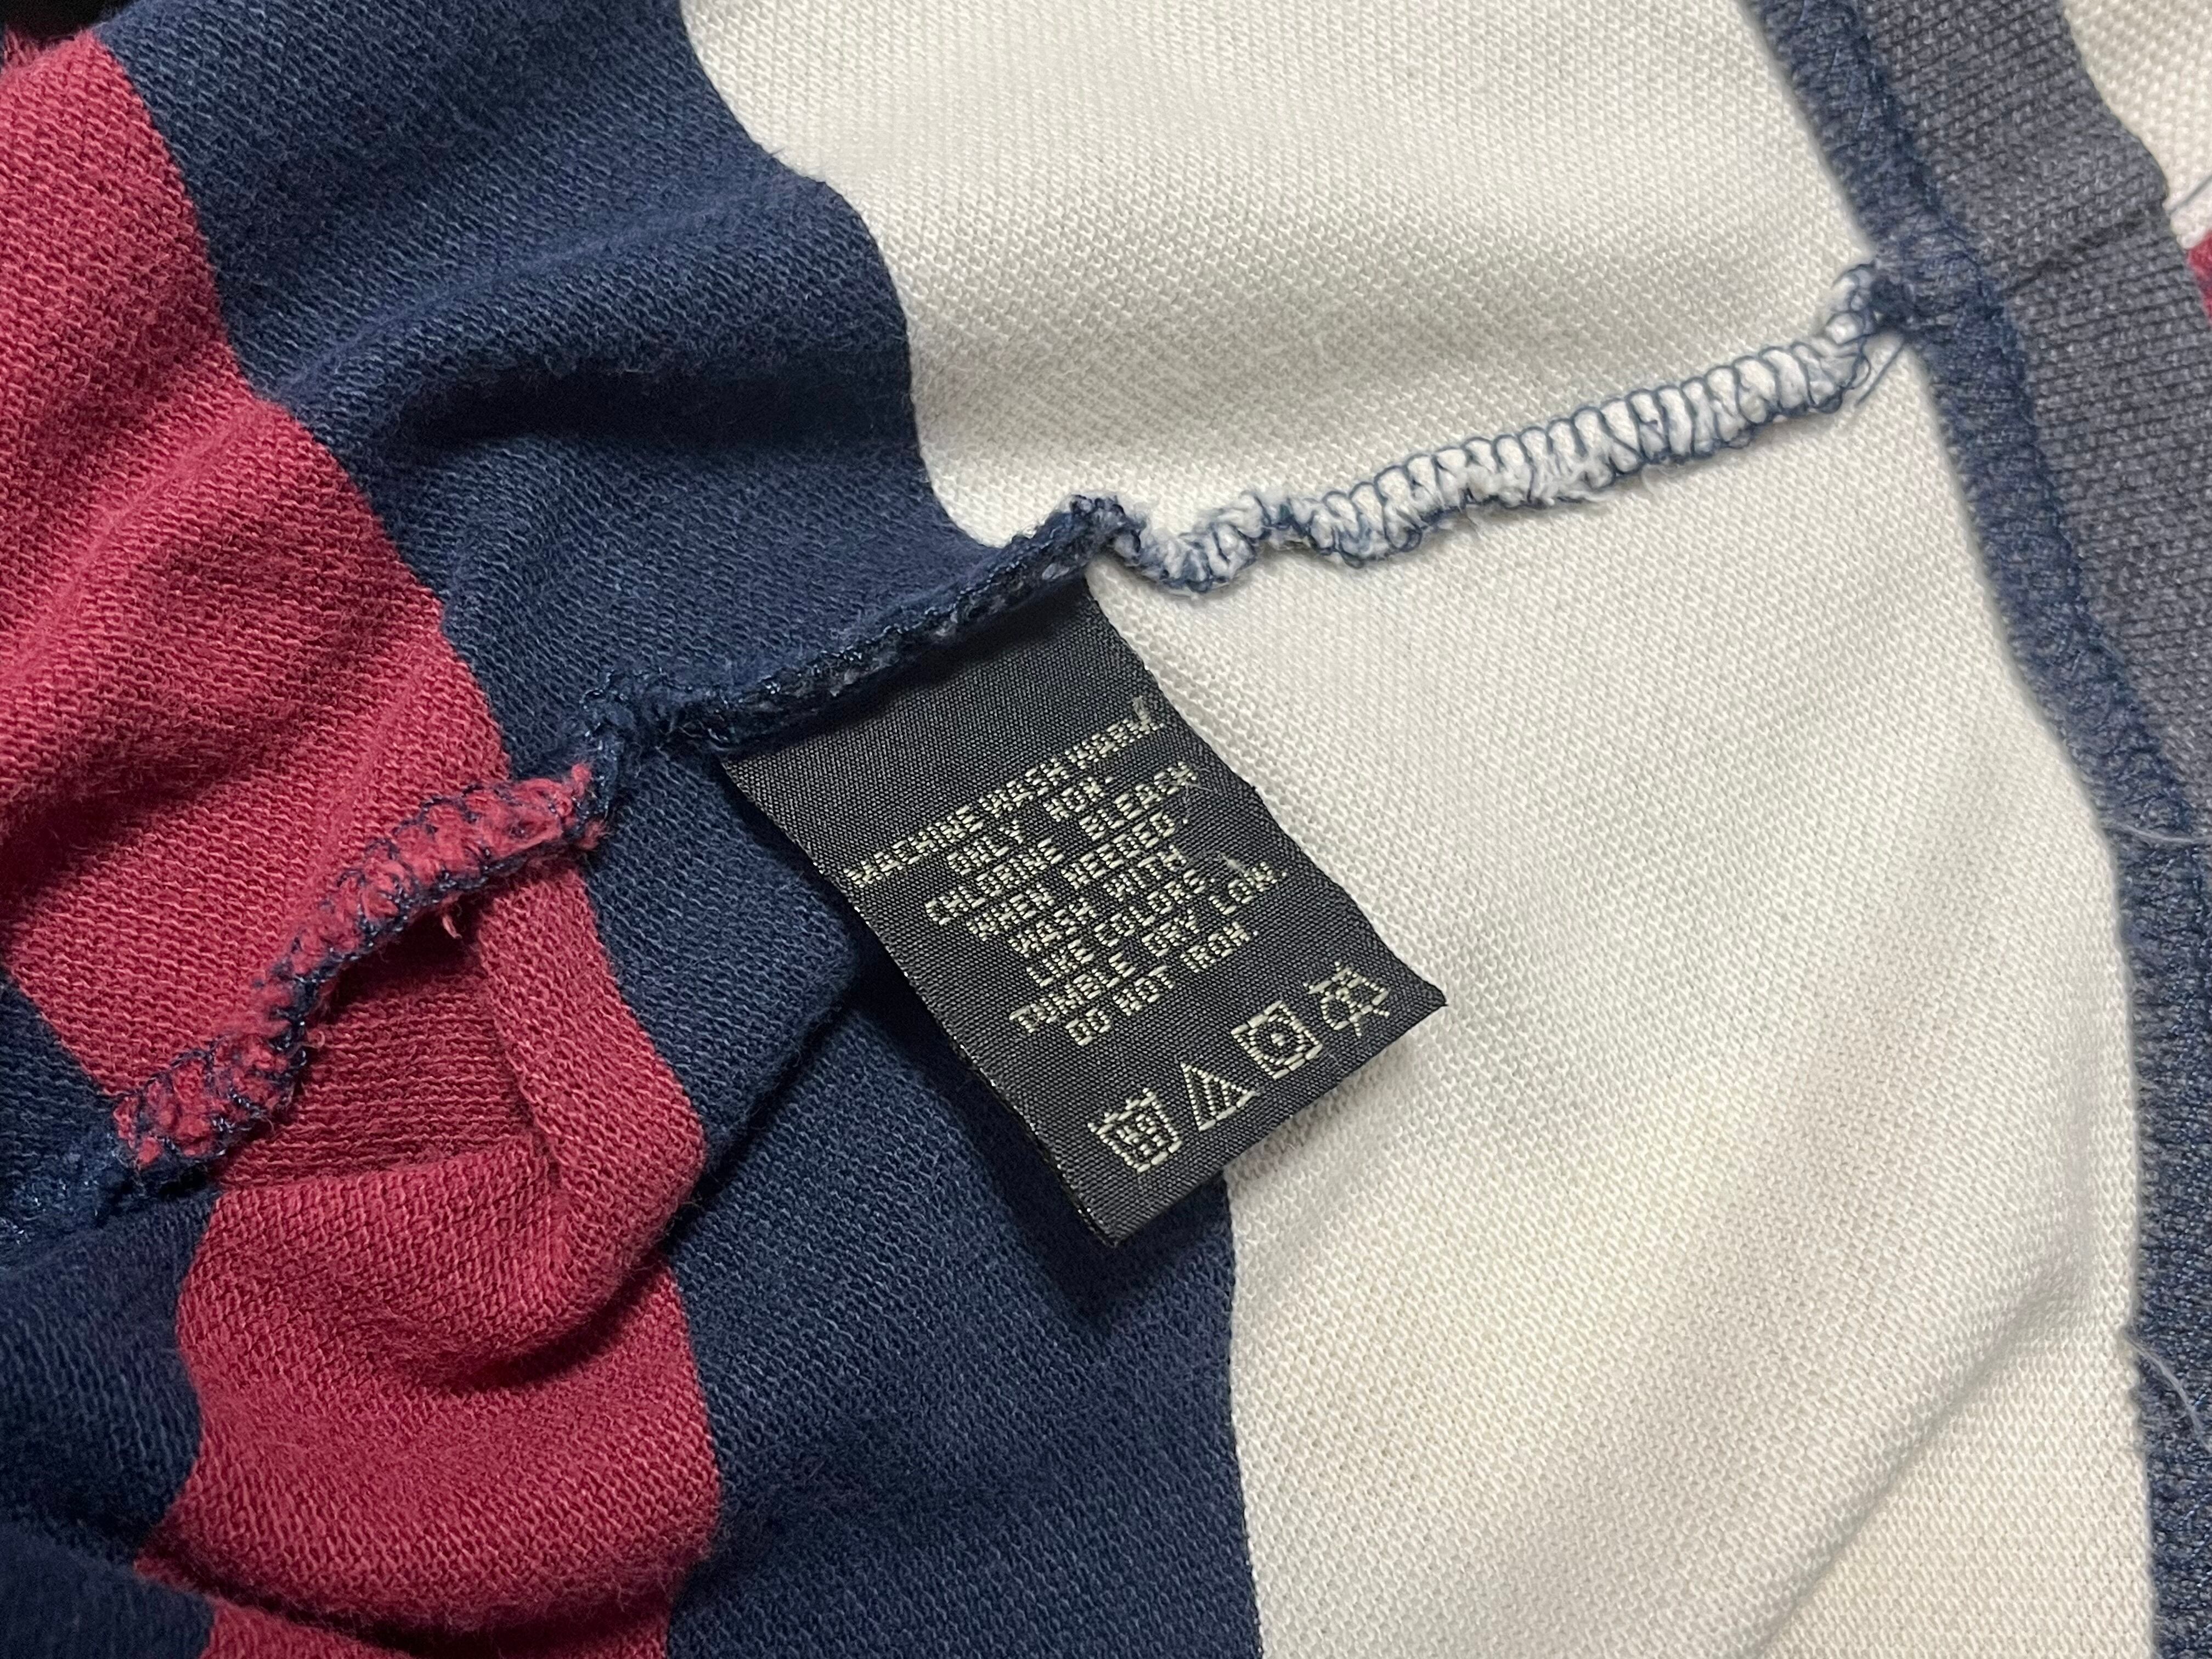 MACHINE WASH WARM.
ONLY NON-
CHLORINE BLEACH
WHEN NEEDED.
WASH WITH
LIKE COLORS.
TUMBLE DRY LOW.
DO NOT IRON